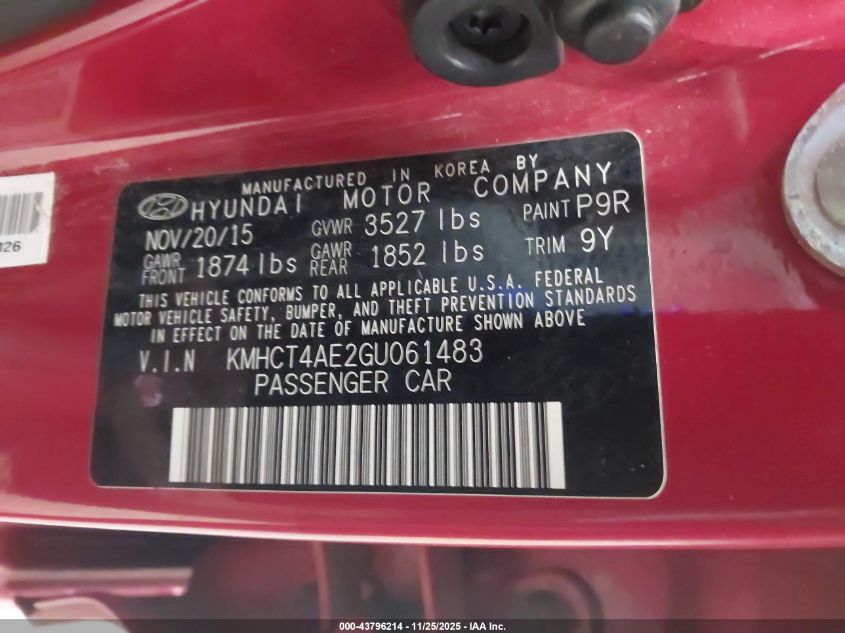 MANUFACTURED IN KOREA BY
HYUNDAI MOTOR COMPANY
NOV/20/15 GVWR 3527 lbs PAINT P9R
GAWR FRONT 1874 lbs GAWR REAR 1852 lbs TRIM 9Y
THIS VEHICLE CONFORMS TO ALL APPLICABLE U.S.A. FEDERAL
MOTOR VEHICLE SAFETY, BUMPER, AND THEFT PREVENTION STANDARDS
IN EFFECT ON THE DATE OF MANUFACTURE SHOWN ABOVE
V.I.N KMHCT4AE2GU061483
PASSENGER CAR
000-43796214 - 11/25/2025 - IAA Inc.